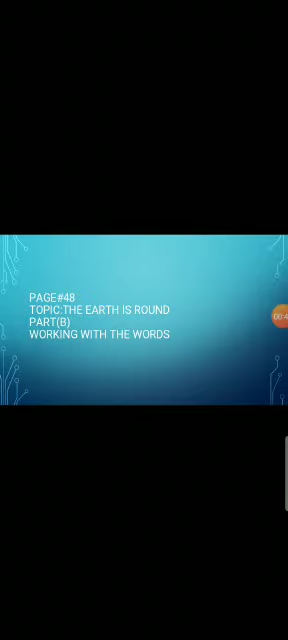 PAGE#48
TOPIC:THE EARTH IS ROUND
PART(B)
WORKING WITH THE WORDS